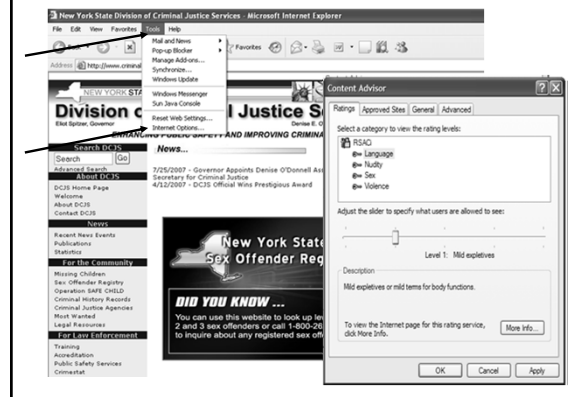 New York State Division of Criminal Justice Services - Microsoft Internet Explorer
File Edit View Favorites Tools Help
Mail and News
Pop-up Blocker
Manage Add-ons...
Synchronize...
Windows Update
Windows Messenger
Sun Java Console
Reset Web Settings...
Internet Options...
Favorites
Address http://www.criminal
NEW YORK STA
Division o
l Justice S
Eliot Spitzer, Governor
Denise E. O
ENHANCING PUBLIC SAFETY AND IMPROVING CRIMINA
Search DCJS
Search Go
Advanced Search
About DCJS
DCJS Home Page
Welcome
About DCJS
Contact DCJS
News
Recent News Events
Publications
Statistics
For the Community
Missing Children
Sex Offender Registry
Operation SAFE CHILD
Criminal History Records
Criminal Justice Agencies
Most Wanted
Legal Resources
For Law Enforcement
Training
Accreditation
Public Safety Services
Crimestat
News...
7/25/2007 - Governor Appoints Denise O'Donnell Ass
Secretary for Criminal Justice
4/12/2007 - DCJS Official Wins Prestigious Award
New York State
Sex Offender Reg
DID YOU KNOW ...
You can use this website to look up lev
2 and 3 sex offenders or call 1-800-26
to inquire about any registered sex off
Content Advisor
Ratings Approved Sites General Advanced
Select a category to view the rating levels:
RSACi
Language
Nudity
Sex
Violence
Adjust the slider to specify what users are allowed to see:
Level 1: Mild expletives
Description
Mild expletives or mild terms for body functions.
To view the Internet page for this rating service,
click More Info.
More Info...
OK Cancel Apply